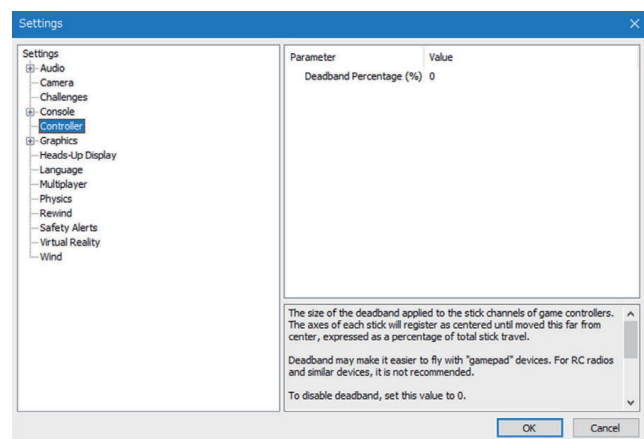 Settings
Settings
Audio
Camera
Challenges
Console
Controller
Graphics
Heads-Up Display
Language
Multiplayer
Physics
Rewind
Safety Alerts
Virtual Reality
Wind
Parameter Value
Deadband Percentage (%) 0
The size of the deadband applied to the stick channels of game controllers.
The axes of each stick will register as centered until moved this far from
center, expressed as a percentage of total stick travel.
Deadband may make it easier to fly with "gamepad" devices. For RC radios
and similar devices, it is not recommended.
To disable deadband, set this value to 0.
OK Cancel